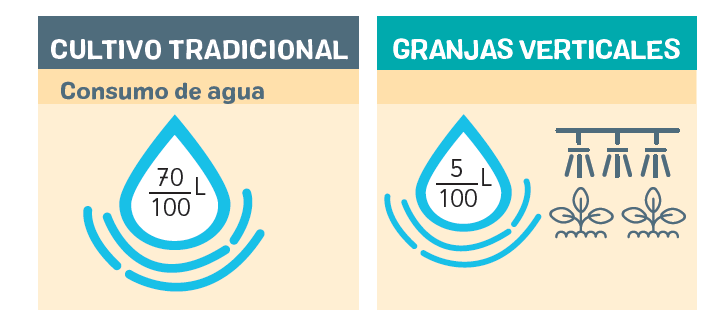 CULTIVO TRADICIONAL
Consumo de agua
70
100 L
GRANJAS VERTICALES
5
100 L